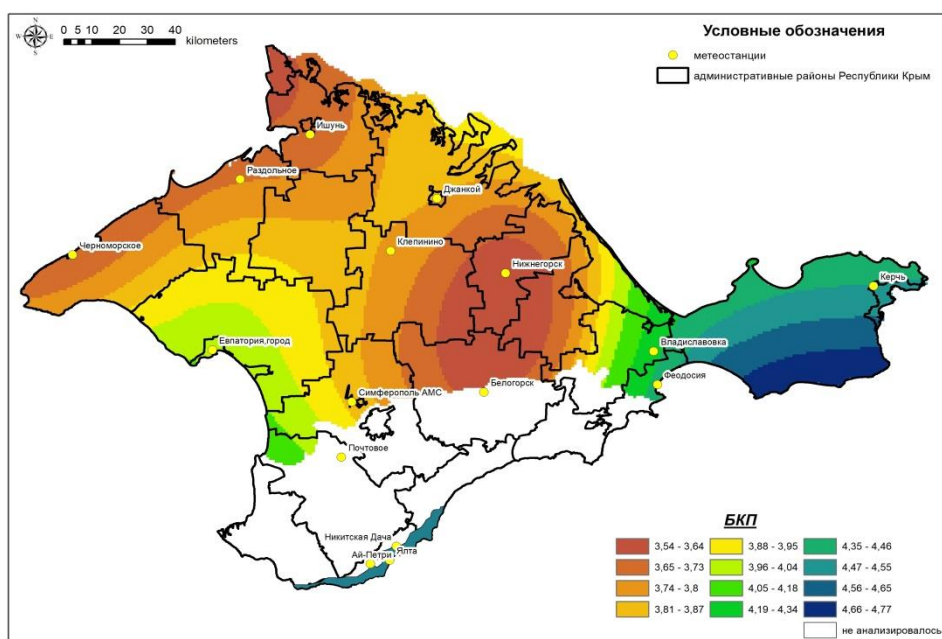 N
W
E
S
0 5 10 20 30 40
kilometers
Условные обозначения
метеостанции
административные районы Республики Крым
Ишунь
Раздольное
Джанкой
Черноморское
Клепинино
Нижнегорск
Керчь
Евпатория,город
Владиславовка
Феодосия
Симферополь АМС
Белогорск
Почтовое
Никитская Дача
Ай-Петри
Ялта
БКП
3,54 - 3,64
3,65 - 3,73
3,74 - 3,8
3,81 - 3,87
3,88 - 3,95
3,96 - 4,04
4,05 - 4,18
4,19 - 4,34
4,35 - 4,46
4,47 - 4,55
4,56 - 4,65
4,66 - 4,77
не анализировалось